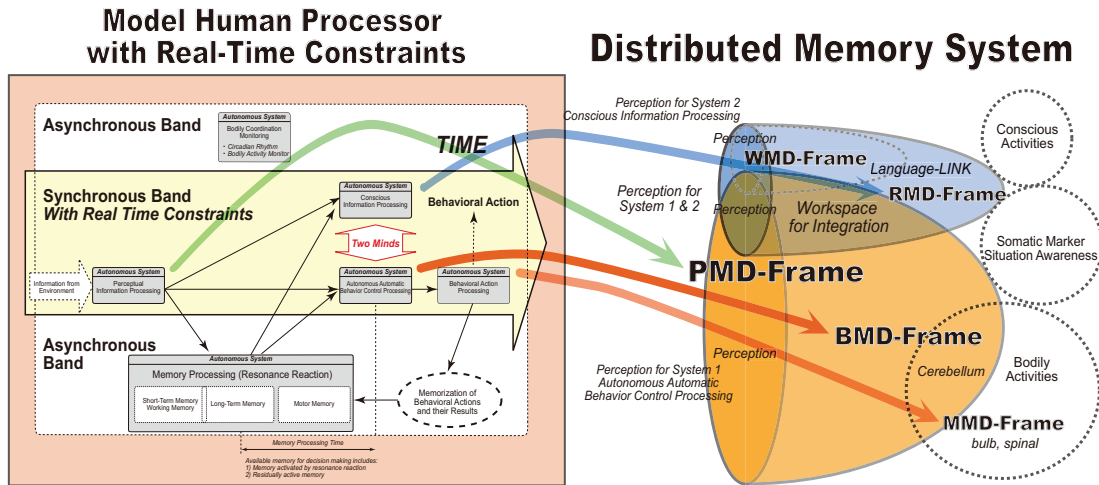 Model Human Processor
with Real-Time Constraints
Asynchronous Band
Autonomous System
Bodily Coordination
Monitoring
• Circadian Rhythm
• Bodily Activity Monitor
TIME
Synchronous Band
With Real Time Constraints
Autonomous System
Conscious
Information Processing
Behavioral Action
Two Minds
Information from
Environment
Autonomous System
Perceptual
Information Processing
Autonomous System
Autonomous Automatic
Behavior Control Processing
Autonomous System
Behavioral Action
Processing
Asynchronous
Band
Autonomous System
Memory Processing (Resonance Reaction)
Short-Term Memory
Working Memory
Long-Term Memory
Motor Memory
Memorization of
Behavioral Actions
and their Results
Memory Processing Time
Available memory for decision making includes:
1) Memory activated by resonance reaction
2) Residually active memory
Distributed Memory System
Perception for System 2
Conscious Information Processing
Perception
WMD-Frame
Language-LINK
RMD-Frame
Conscious
Activities
Perception for
System 1 & 2
Perception
Workspace
for Integration
Somatic Marker
Situation Awareness
PMD-Frame
BMD-Frame
Perception
Perception for System 1
Autonomous Automatic
Behavior Control Processing
Cerebellum
Bodily
Activities
MMD-Frame
bulb, spinal